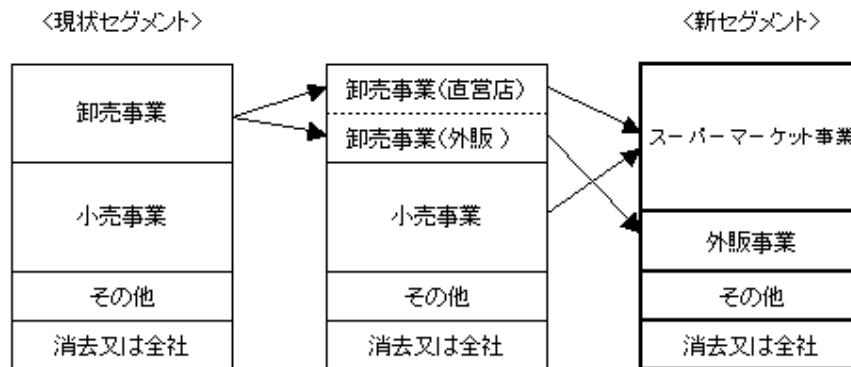 〈現状セグメント〉
〈新セグメント〉
卸売事業
小売事業
その他
消去又は全社
卸売事業(直営店)
卸売事業(外販)
小売事業
その他
消去又は全社
スーパーマーケット事業
外販事業
その他
消去又は全社